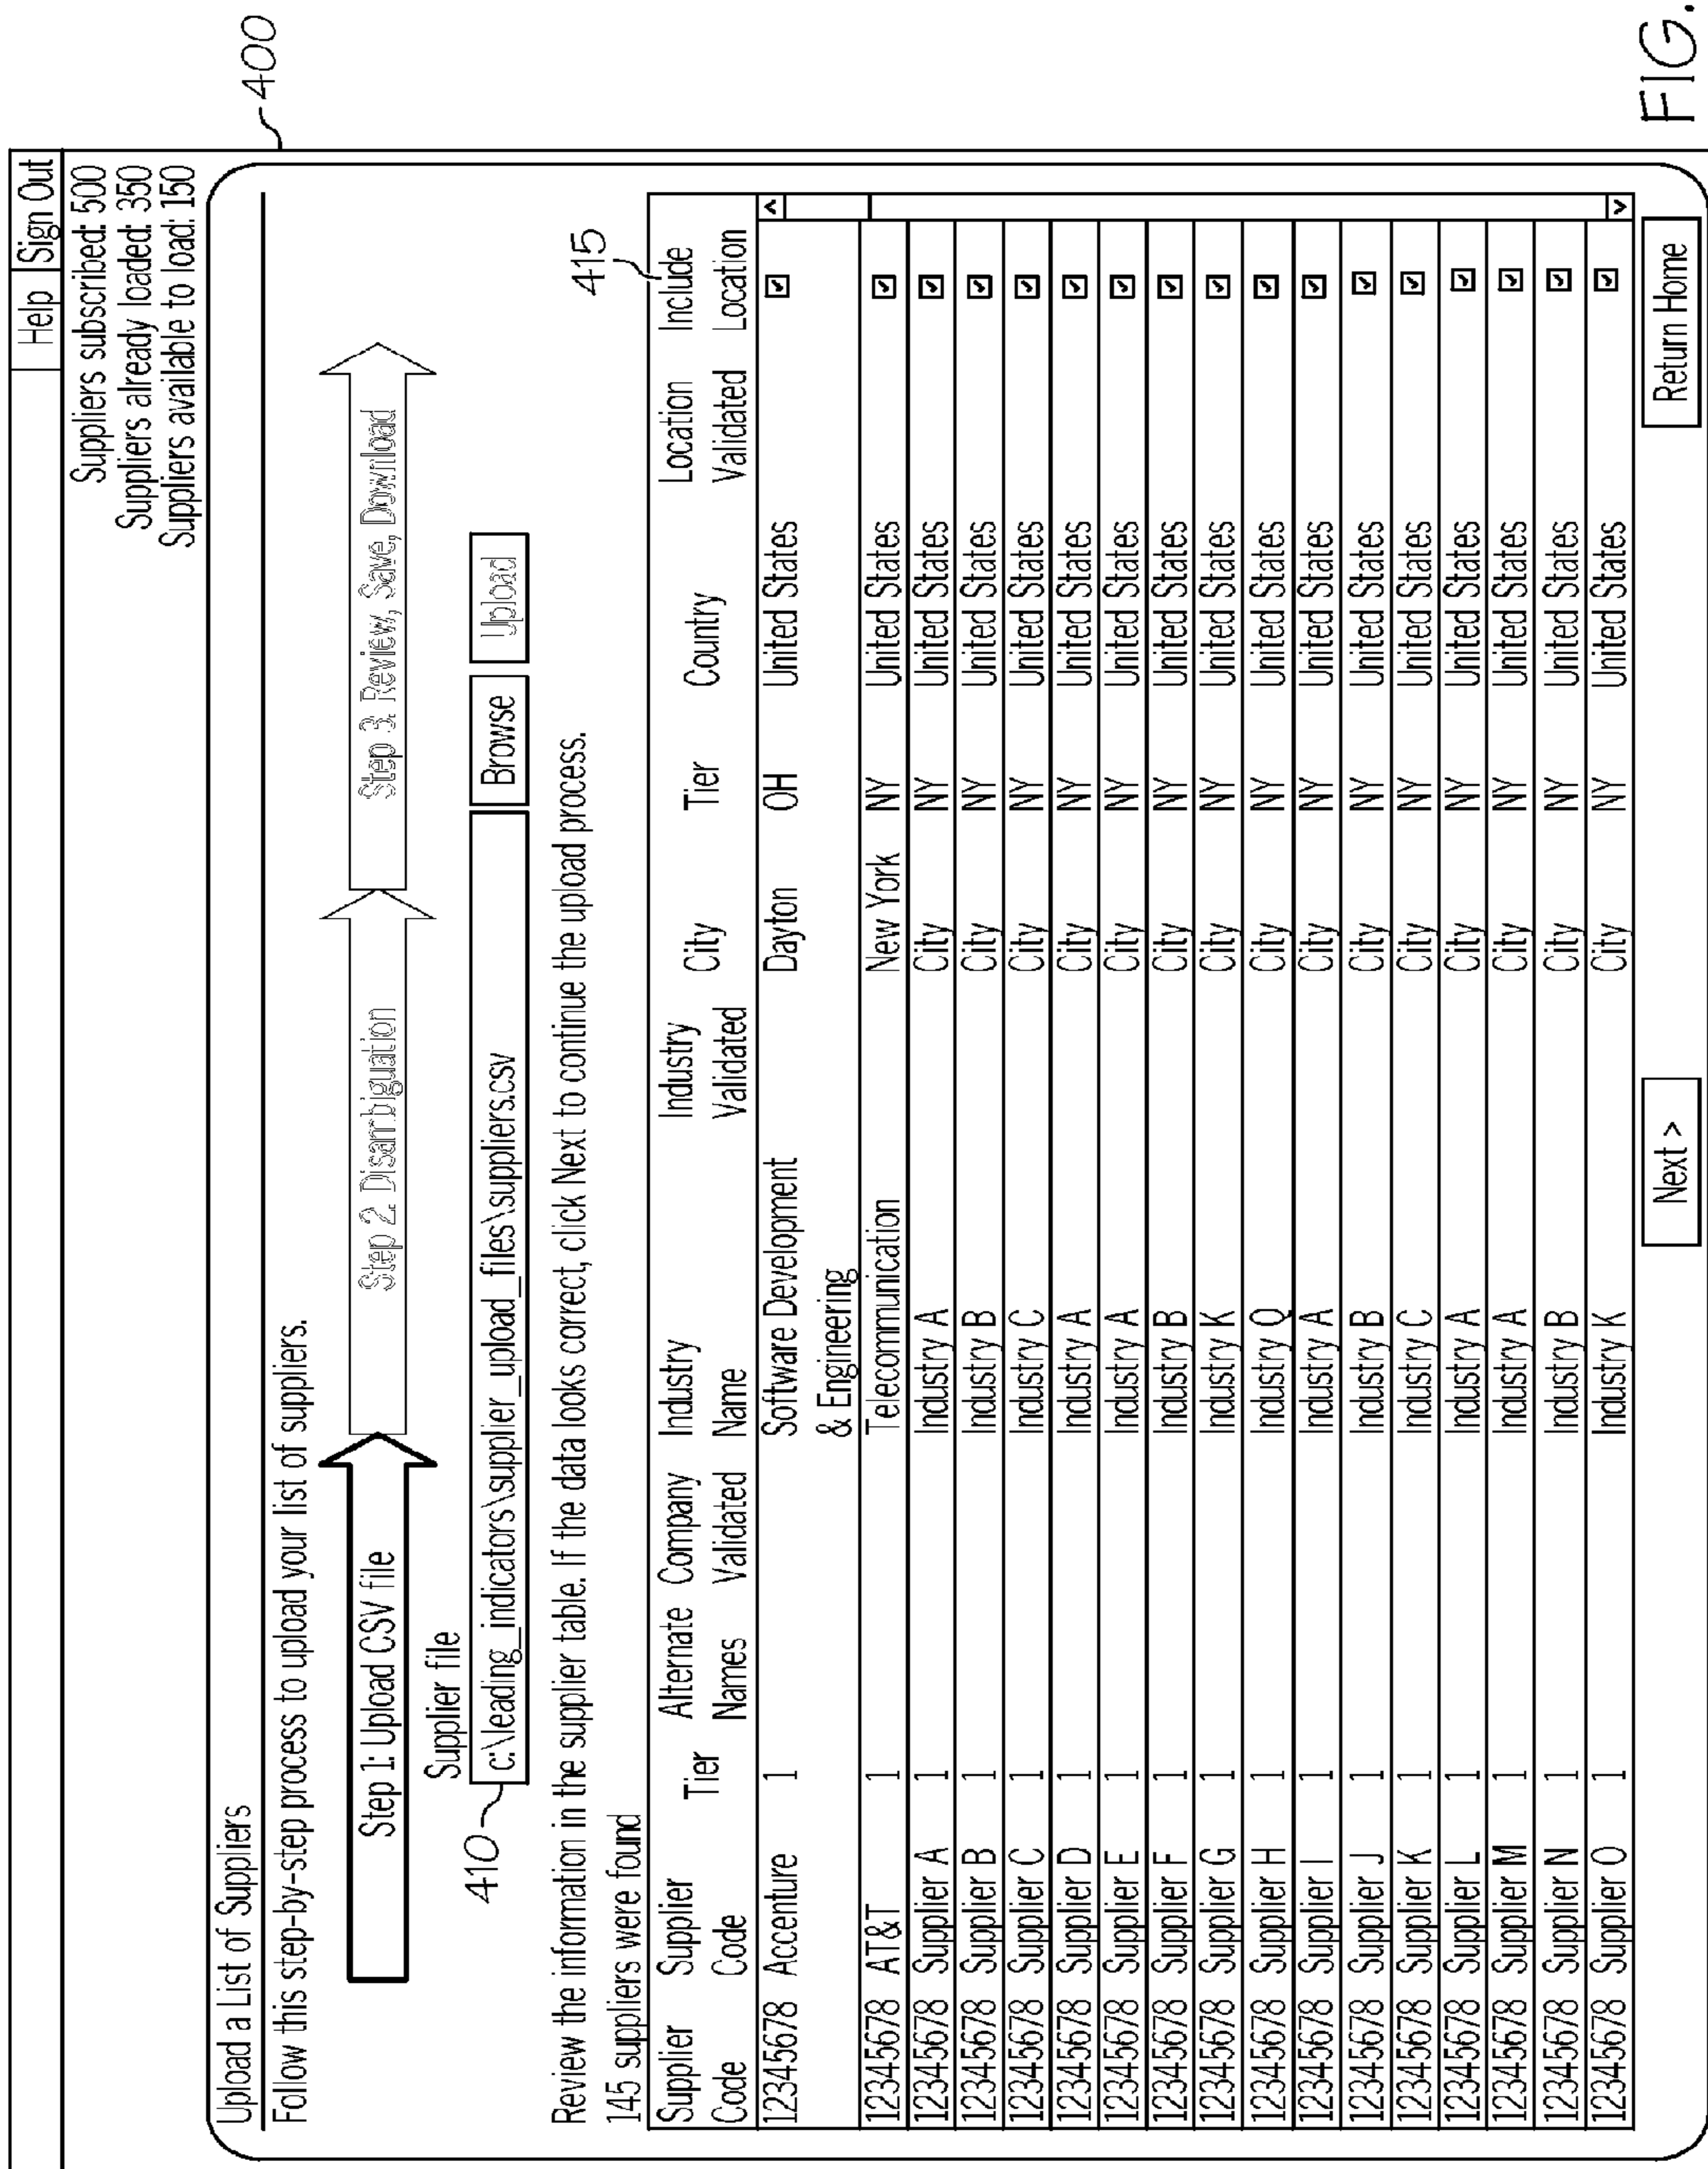 Help Sign Out
Suppliers subscribed: 500
Suppliers already loaded: 350
Suppliers available to load: 150
400
Upload a List of Suppliers
Follow this step-by-step process to upload your list of suppliers.
Step 1: Upload CSV file Step 2. Disambiguation Step 3. Review, Save, Download
Supplier file
410 c:\leading_indicators\supplier_upload_files\suppliers.csv Browse Upload
Review the information in the supplier table. If the data looks correct, click Next to continue the upload process.
145 suppliers were found
415
Supplier Supplier Tier Alternate Company Industry Industry City Tier Country Location Include
Code Code Names Validated Name Validated Validated Location
12345678 Accenture 1 Software Development Dayton OH United States
& Engineering
12345678 AT&T 1 Telecommunication New York NY United States
12345678 Supplier A 1 Industry A City NY United States
12345678 Supplier B 1 Industry B City NY United States
12345678 Supplier C 1 Industry C City NY United States
12345678 Supplier D 1 Industry A City NY United States
12345678 Supplier E 1 Industry A City NY United States
12345678 Supplier F 1 Industry B City NY United States
12345678 Supplier G 1 Industry K City NY United States
12345678 Supplier H 1 Industry Q City NY United States
12345678 Supplier I 1 Industry A City NY United States
12345678 Supplier J 1 Industry B City NY United States
12345678 Supplier K 1 Industry C City NY United States
12345678 Supplier L 1 Industry A City NY United States
12345678 Supplier M 1 Industry A City NY United States
12345678 Supplier N 1 Industry B City NY United States
12345678 Supplier O 1 Industry K City NY United States
Next > Return Home
FIG.